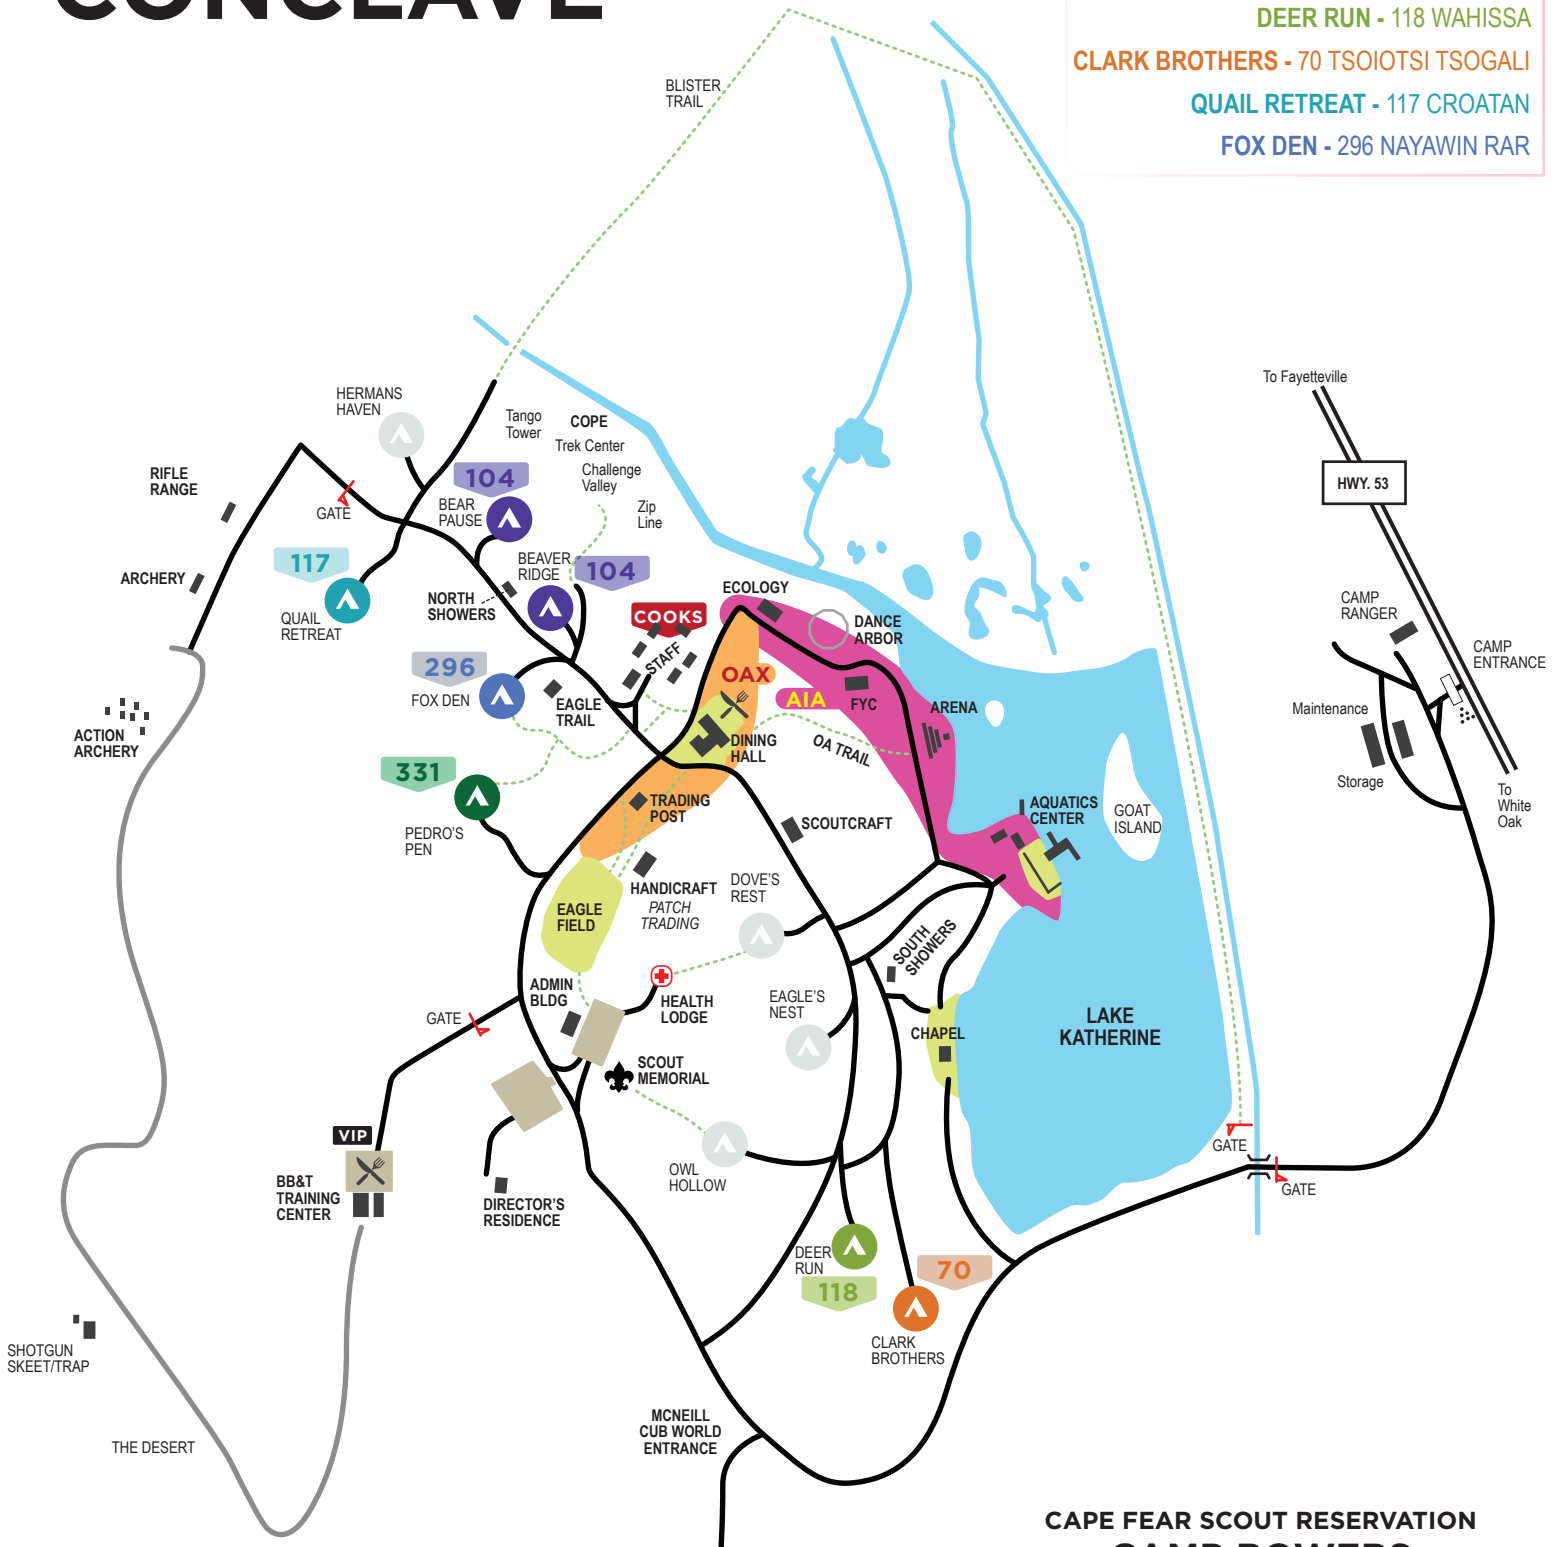 CONCLAVE
DEER RUN - 118 WAHISSA
CLARK BROTHERS - 70 TSOIOTSI TSOGALI
QUAIL RETREAT - 117 CROATAN
FOX DEN - 296 NAYAWIN RAR
BLISTER
TRAIL
To Fayetteville
HWY. 53
HERMANS
HAVEN
Tango
Tower
COPE
Trek Center
Challenge
Valley
Zip
Line
RIFLE
RANGE
GATE
104
BEAR
PAUSE
117
ARCHERY
QUAIL
RETREAT
NORTH
SHOWERS
BEAVER
RIDGE
104
COOKS
STAFF
ECOLOGY
DANCE
ARBOR
CAMP
RANGER
CAMP
ENTRANCE
296
FOX DEN
EAGLE
TRAIL
OAX
AIA
FYC
ARENA
Maintenance
ACTION
ARCHERY
DINING
HALL
OA TRAIL
Storage
331
PEDRO'S
PEN
TRADING
POST
SCOUTCRAFT
AQUATICS
CENTER
GOAT
ISLAND
To
White
Oak
HANDICRAFT
PATCH
TRADING
DOVE'S
REST
EAGLE
FIELD
SOUTH
SHOWERS
ADMIN
BLDG
HEALTH
LODGE
EAGLE'S
NEST
GATE
CHAPEL
LAKE
KATHERINE
SCOUT
MEMORIAL
VIP
BB&T
TRAINING
CENTER
OWL
HOLLOW
DIRECTOR'S
RESIDENCE
GATE
GATE
DEER
RUN
118
70
CLARK
BROTHERS
SHOTGUN
SKEET/TRAP
THE DESERT
MCNEILL
CUB WORLD
ENTRANCE
CAPE FEAR SCOUT RESERVATION
CAMP BOWERS